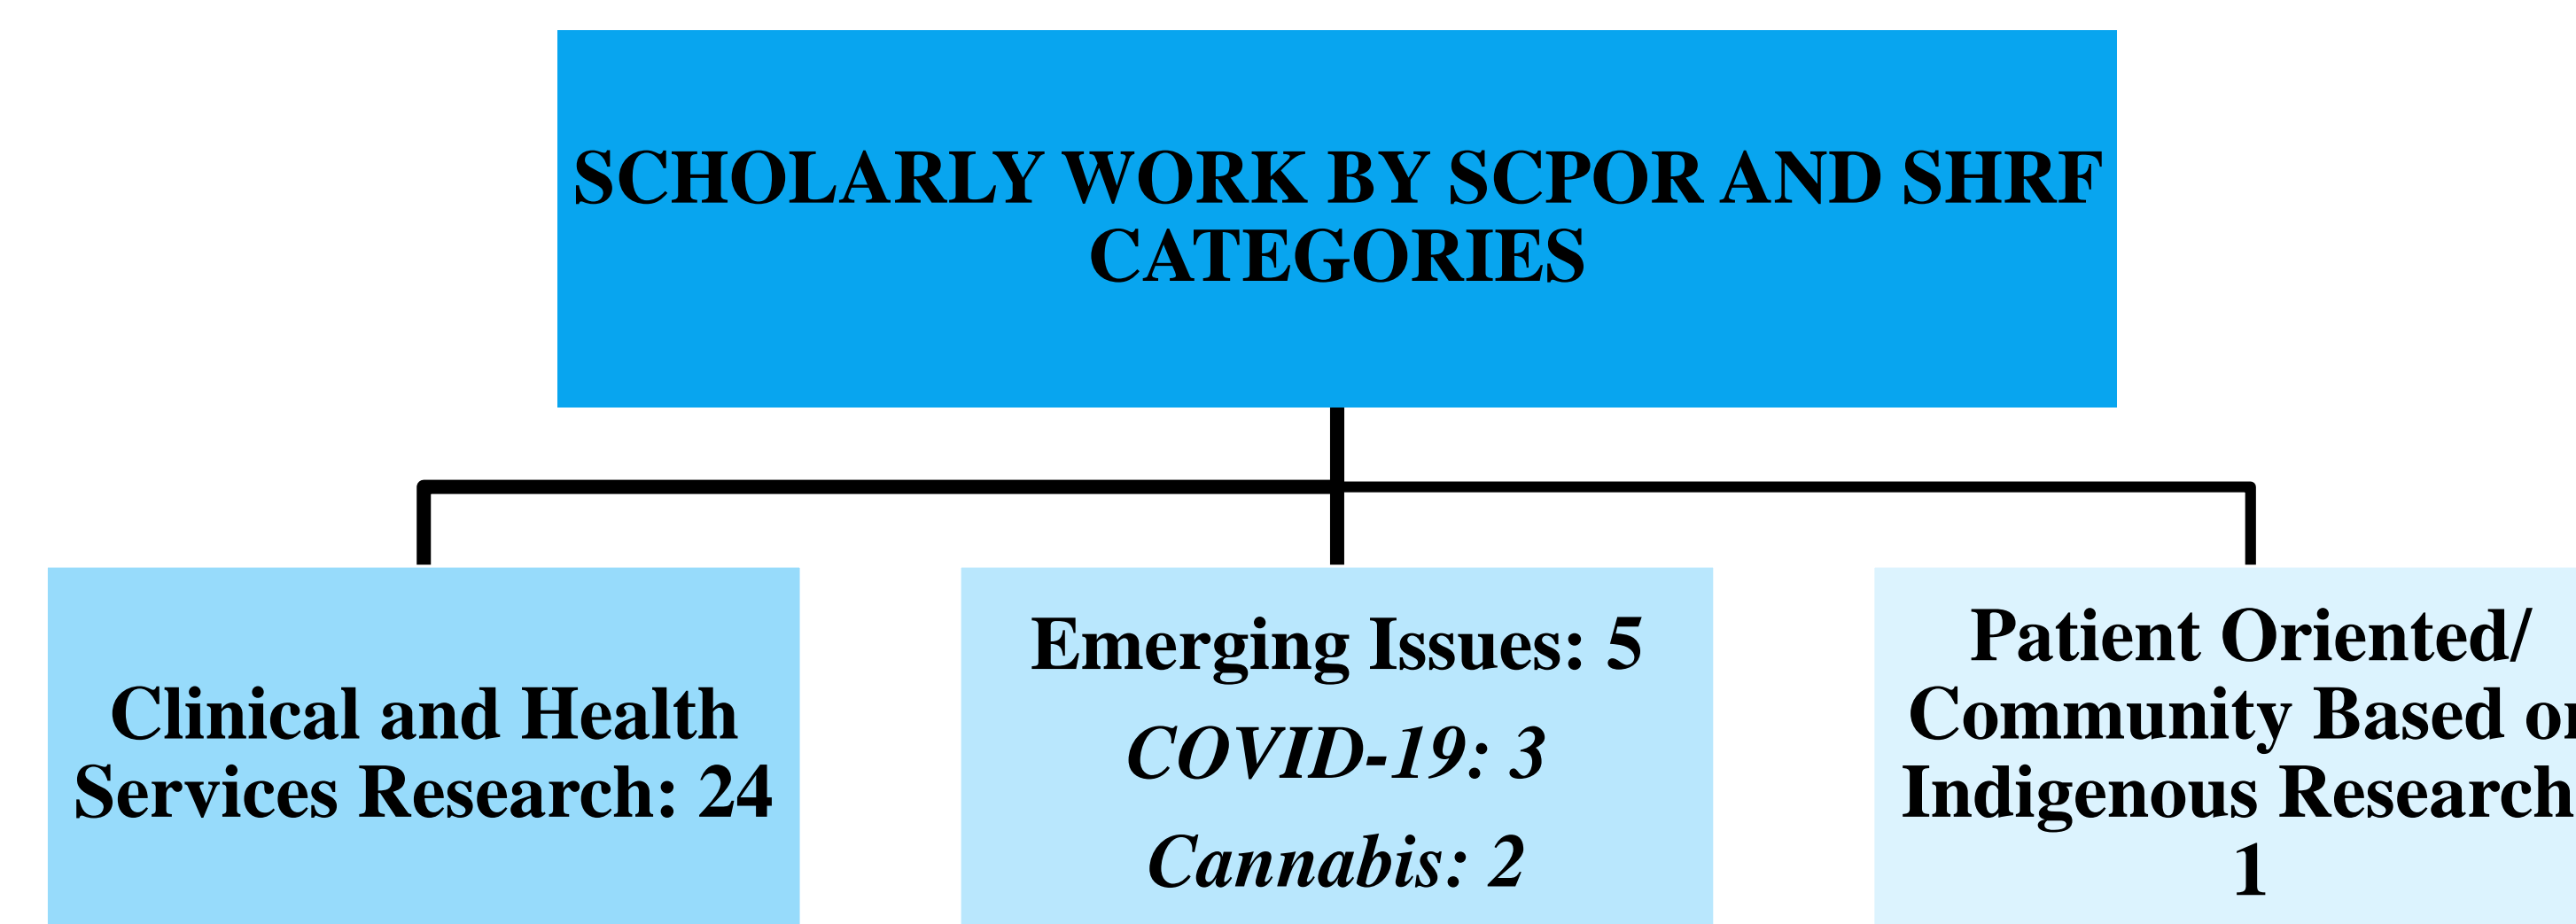 SCHOLARLY WORK BY SCPOR AND SHRF
CATEGORIES
Clinical and Health
Services Research: 24
Emerging Issues: 5
COVID-19: 3
Cannabis: 2
Patient Oriented/
Community Based or
Indigenous Research
1